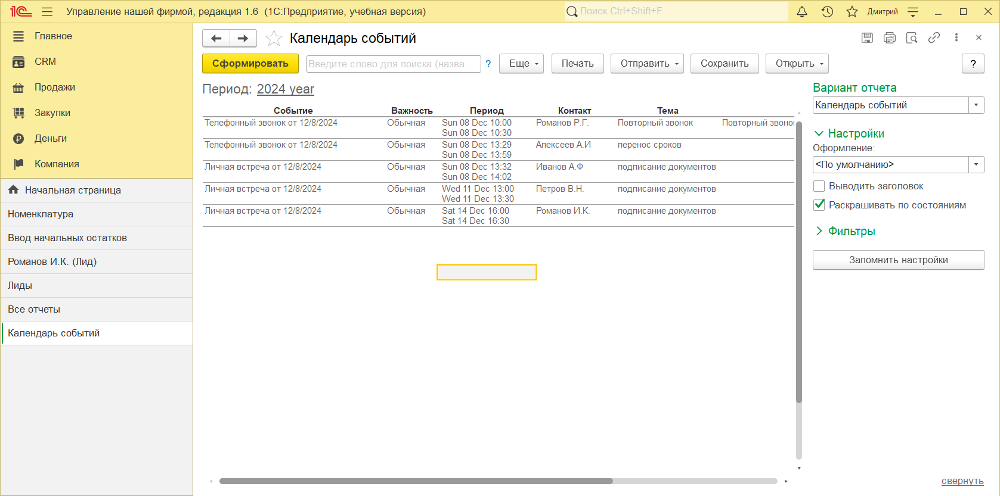 1С Управление нашей фирмой, редакция 1.6 (1С:Предприятие, учебная версия) Поиск Ctrl+Shift+F Дмитрий
Главное
CRM
Продажи
Закупки
Деньги
Компания
Начальная страница
Номенклатура
Ввод начальных остатков
Романов И.К. (Лид)
Лиды
Все отчеты
Календарь событий
Календарь событий
Сформировать Введите слово для поиска (назва... ? Еще Печать Отправить Сохранить Открыть ?
Период: 2024 year
Событие Важность Период Контакт Тема
Телефонный звонок от 12/8/2024 Обычная Sun 08 Dec 10:00 Романов Р.Г. Повторный звонок Повторный звонок
Sun 08 Dec 10:30
Телефонный звонок от 12/8/2024 Обычная Sun 08 Dec 13:29 Алексеев А.И перенос сроков
Sun 08 Dec 13:59
Личная встреча от 12/8/2024 Обычная Sun 08 Dec 13:32 Иванов А.Ф подписание документов
Sun 08 Dec 14:02
Личная встреча от 12/8/2024 Обычная Wed 11 Dec 13:00 Петров В.Н. подписание документов
Wed 11 Dec 13:30
Личная встреча от 12/8/2024 Обычная Sat 14 Dec 16:00 Романов И.К. подписание документов
Sat 14 Dec 16:30
Вариант отчета
Календарь событий
Настройки
Оформление:
<По умолчанию>
Выводить заголовок
Раскрашивать по состояниям
Фильтры
Запомнить настройки
свернуть